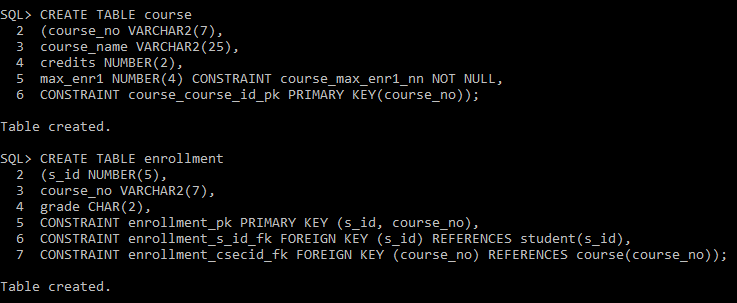 SQL> CREATE TABLE course
2 (course_no VARCHAR2(7),
3 course_name VARCHAR2(25),
4 credits NUMBER(2),
5 max_enr1 NUMBER(4) CONSTRAINT course_max_enr1_nn NOT NULL,
6 CONSTRAINT course_course_id_pk PRIMARY KEY(course_no));
Table created.
SQL> CREATE TABLE enrollment
2 (s_id NUMBER(5),
3 course_no VARCHAR2(7),
4 grade CHAR(2),
5 CONSTRAINT enrollment_pk PRIMARY KEY (s_id, course_no),
6 CONSTRAINT enrollment_s_id_fk FOREIGN KEY (s_id) REFERENCES student(s_id),
7 CONSTRAINT enrollment_csecid_fk FOREIGN KEY (course_no) REFERENCES course(course_no));
Table created.